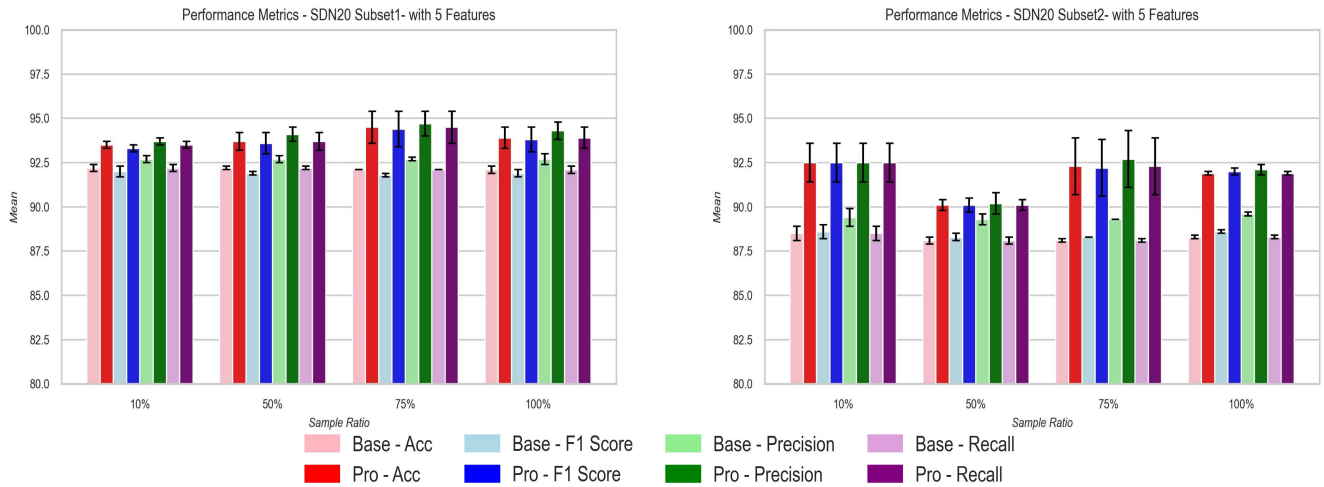 Performance Metrics - SDN20 Subset1- with 5 Features
100.0
97.5
95.0
92.5
90.0
87.5
85.0
82.5
80.0
Mean
10% 50% 75% 100%
Sample Ratio
Performance Metrics - SDN20 Subset2- with 5 Features
100.0
97.5
95.0
92.5
90.0
87.5
85.0
82.5
80.0
Mean
10% 50% 75% 100%
Sample Ratio
Base - Acc Base - F1 Score Base - Precision Base - Recall
Pro - Acc Pro - F1 Score Pro - Precision Pro - Recall